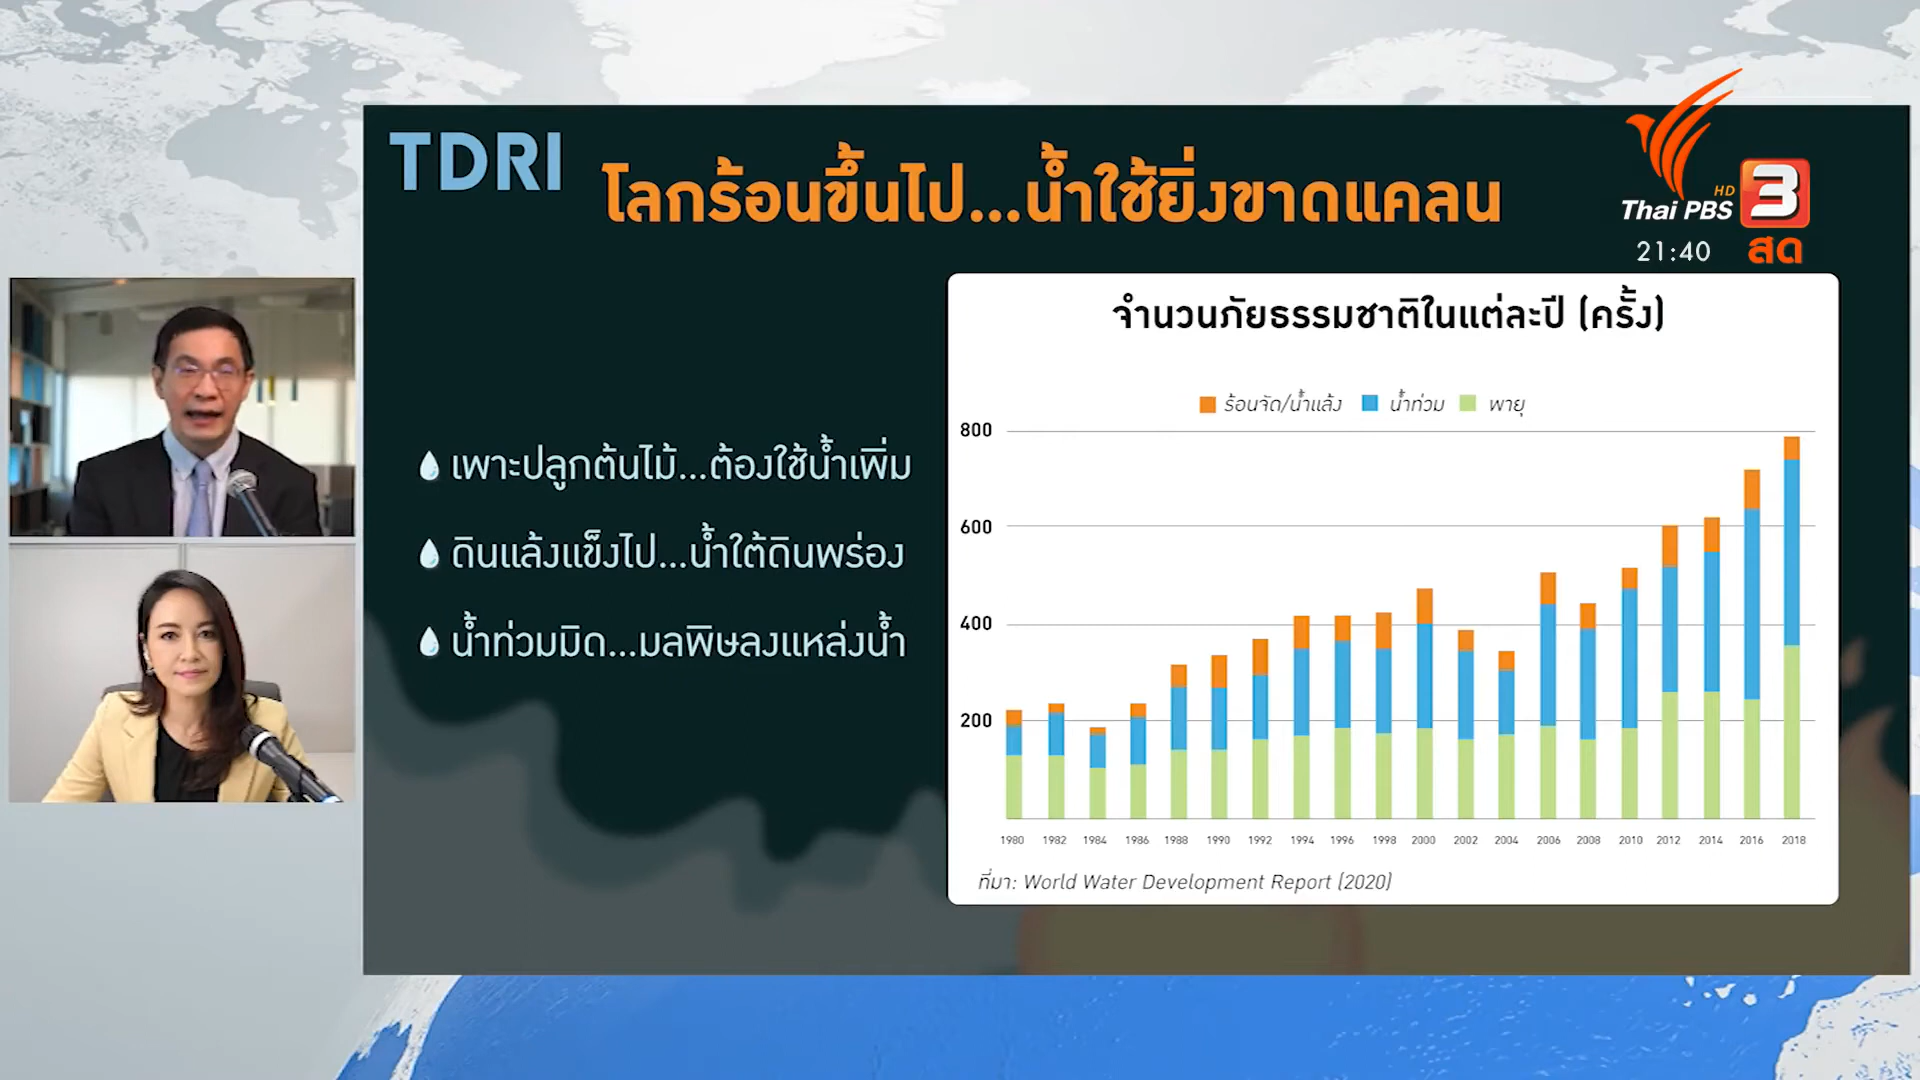 TDRI
โลกร้อนขึ้นไป...น้ำใช้ยิ่งขาดแคลน
HD
Thai PBS 3
21:40 สด
เพาะปลูกต้นไม้...ต้องใช้น้ำเพิ่ม
ดินแล้งแข็งไป...น้ำใต้ดินพร่อง
น้ำท่วมมิด...มลพิษลงแหล่งน้ำ
จำนวนภัยธรรมชาติในแต่ละปี (ครั้ง)
ร้อนจัด/น้ำแล้ง น้ำท่วม พายุ
800
600
400
200
1980 1982 1984 1986 1988 1990 1992 1994 1996 1998 2000 2002 2004 2006 2008 2010 2012 2014 2016 2018
ที่มา: World Water Development Report (2020)